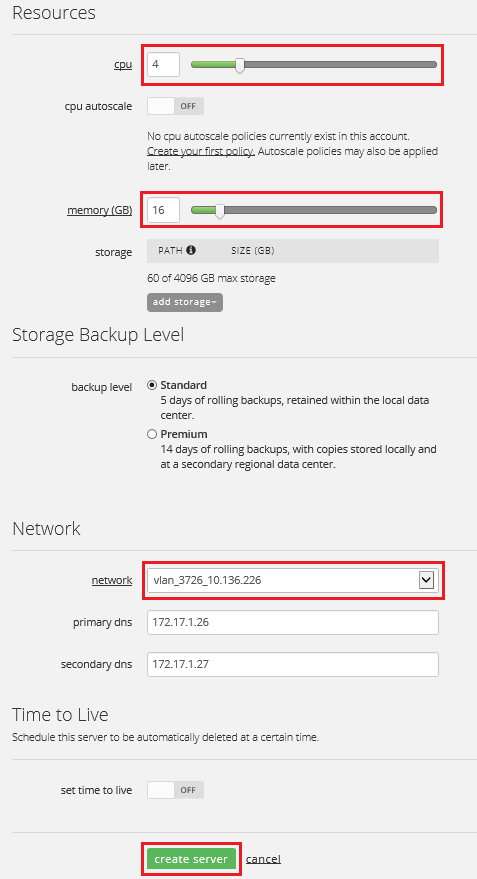 Resources
cpu 4
cpu autoscale OFF
No cpu autoscale policies currently exist in this account.
Create your first policy. Autoscale policies may also be applied
later.
memory (GB) 16
storage PATH SIZE (GB)
60 of 4096 GB max storage
add storage
Storage Backup Level
backup level Standard
5 days of rolling backups, retained within the local data
center.
Premium
14 days of rolling backups, with copies stored locally and
at a secondary regional data center.
Network
network vlan_3726_10.136.226
primary dns 172.17.1.26
secondary dns 172.17.1.27
Time to Live
Schedule this server to be automatically deleted at a certain time.
set time to live OFF
create server cancel